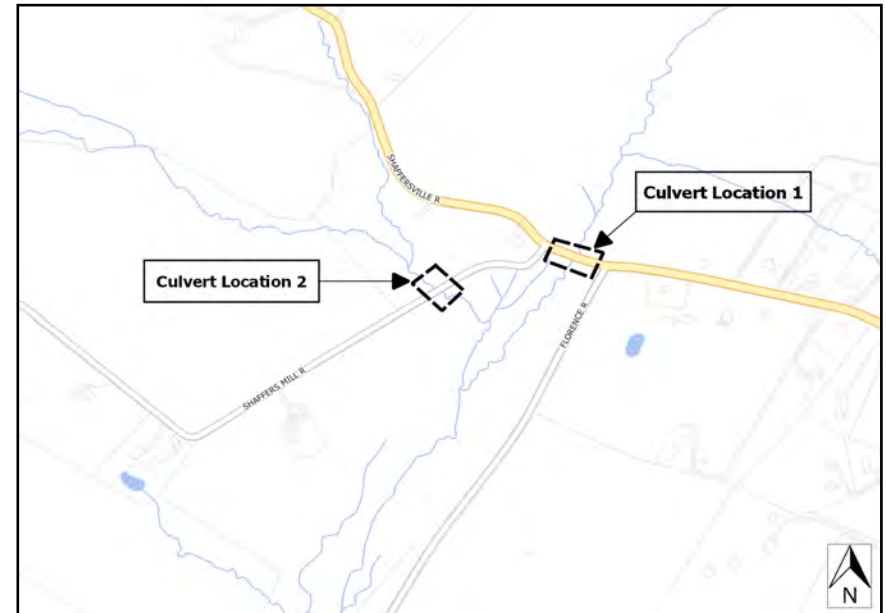 SHAFFERSVILLE R
Culvert Location 1
Culvert Location 2
FLORENCE R
SHAFFERS MILL R
N